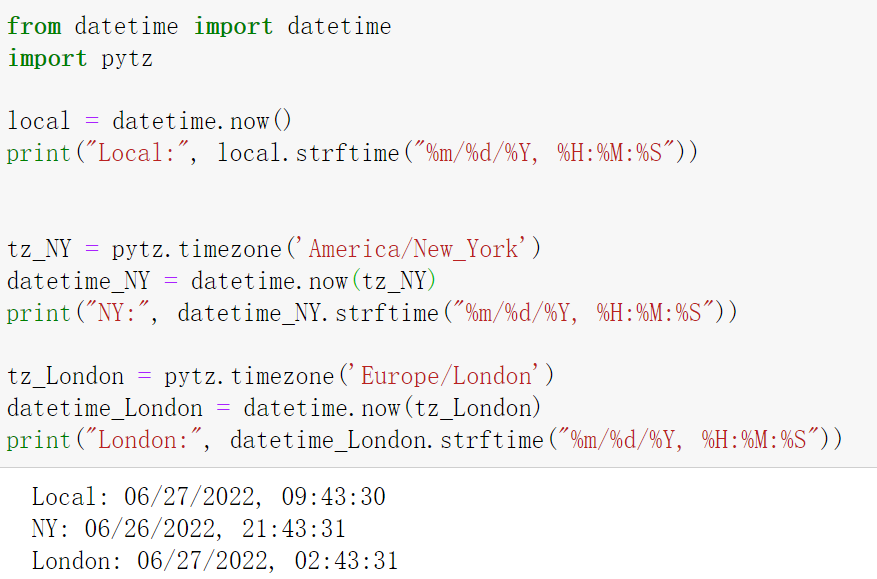 from datetime import datetime
import pytz
local = datetime.now()
print("Local:", local.strftime("%m/%d/%Y, %H:%M:%S"))
tz_NY = pytz.timezone('America/New_York')
datetime_NY = datetime.now(tz_NY)
print("NY:", datetime_NY.strftime("%m/%d/%Y, %H:%M:%S"))
tz_London = pytz.timezone('Europe/London')
datetime_London = datetime.now(tz_London)
print("London:", datetime_London.strftime("%m/%d/%Y, %H:%M:%S"))
Local: 06/27/2022, 09:43:30
NY: 06/26/2022, 21:43:31
London: 06/27/2022, 02:43:31